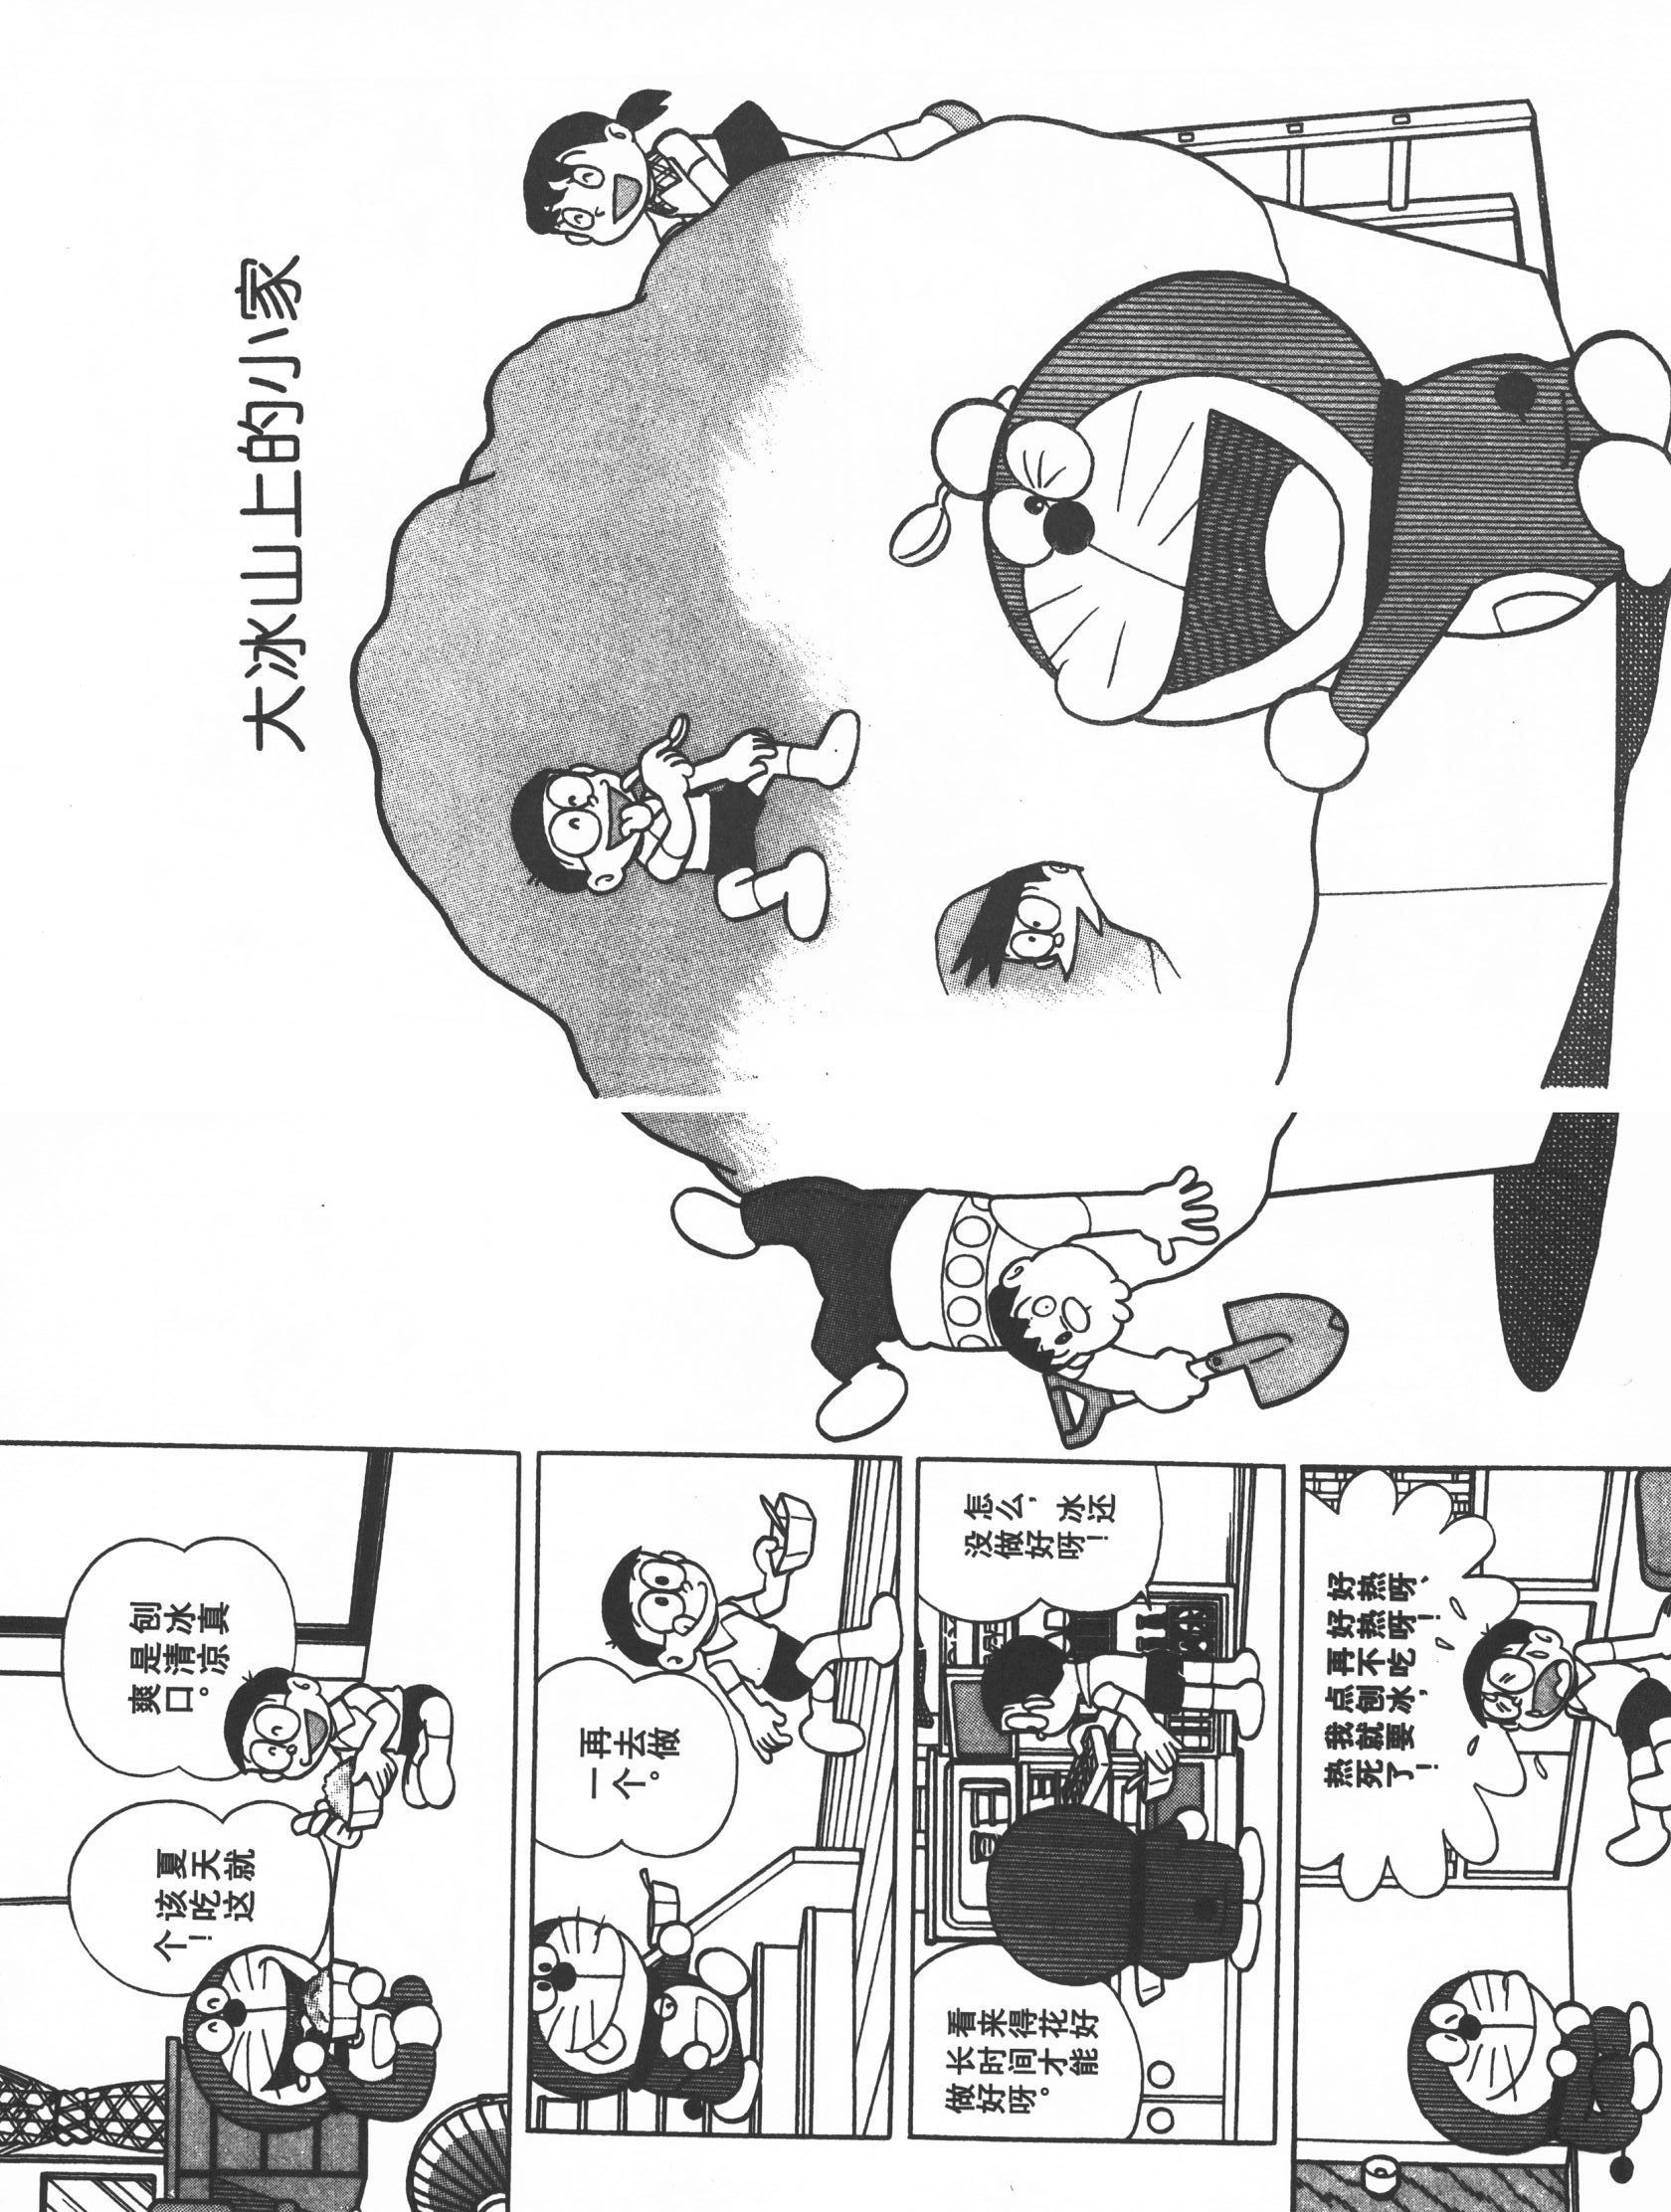 大冰山上的小家
刨冰真
是清凉
爽口。
夏天就
该吃这
个！
再去做
一个。
怎么，冰还
没做好呀！
看来得花好
长时间才能
做好呀。
好热呀、
好热呀！
再不吃
点刨冰，
我就要
热死了！